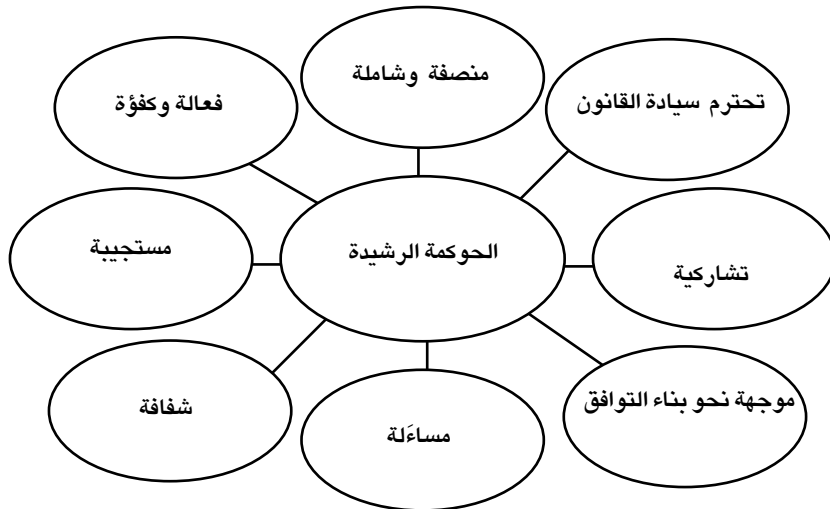 منصفة وشاملة
تحترم سيادة القانون
فعالة وكفؤة
الحوكمة الرشيدة
مستجيبة
تشاركية
موجهة نحو بناء التوافق
شفافة
مساءَلة